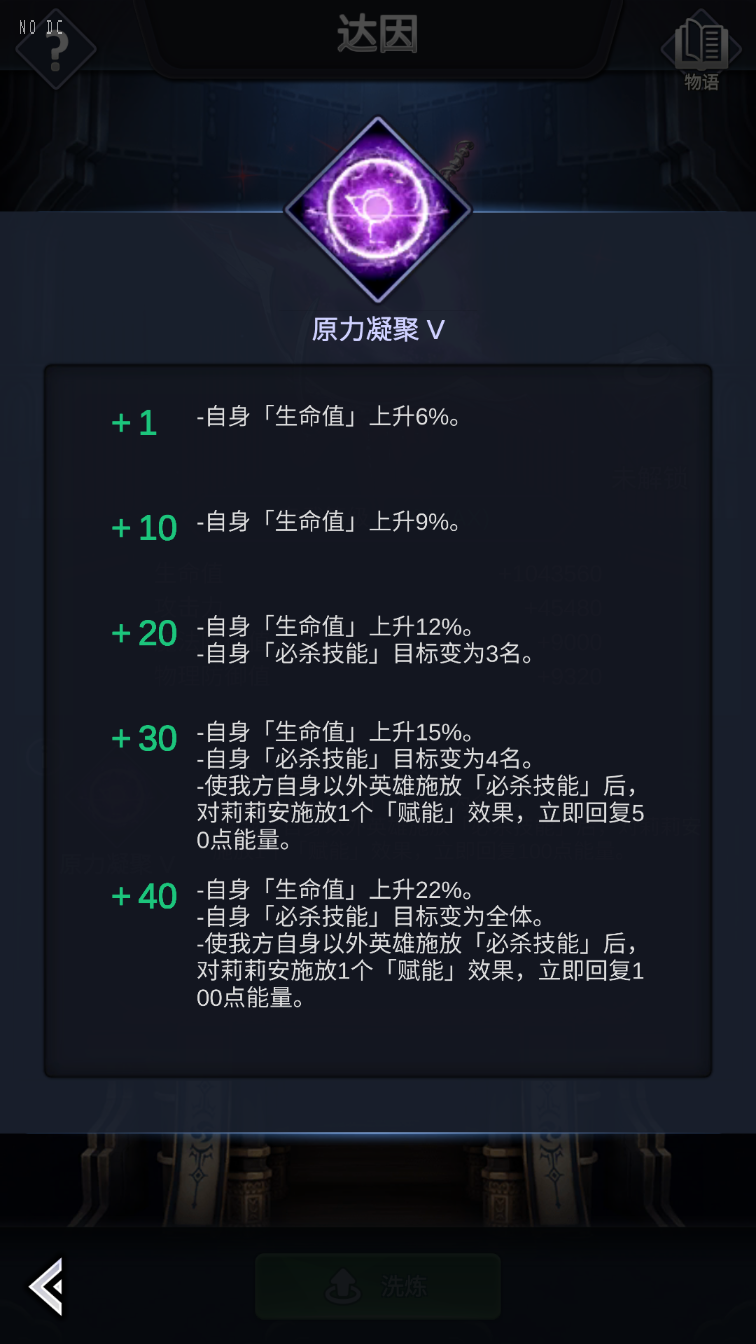 NO DC
达因
物语
原力凝聚 V
+1
-自身「生命值」上升6%。
+10
-自身「生命值」上升9%。
+20
-自身「生命值」上升12%。
-自身「必杀技能」目标变为3名。
+30
-自身「生命值」上升15%。
-自身「必杀技能」目标变为4名。
-使我方自身以外英雄施放「必杀技能」后，
对莉莉安施放1个「赋能」效果，立即回复5
0点能量。
+40
-自身「生命值」上升22%。
-自身「必杀技能」目标变为全体。
-使我方自身以外英雄施放「必杀技能」后，
对莉莉安施放1个「赋能」效果，立即回复1
00点能量。
洗炼